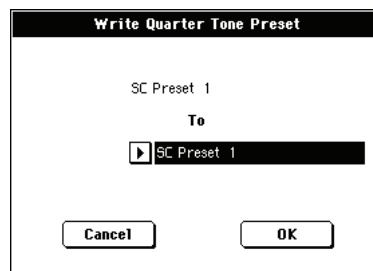 Write Quarter Tone Preset
SC Preset 1
To
SC Preset 1
Cancel OK